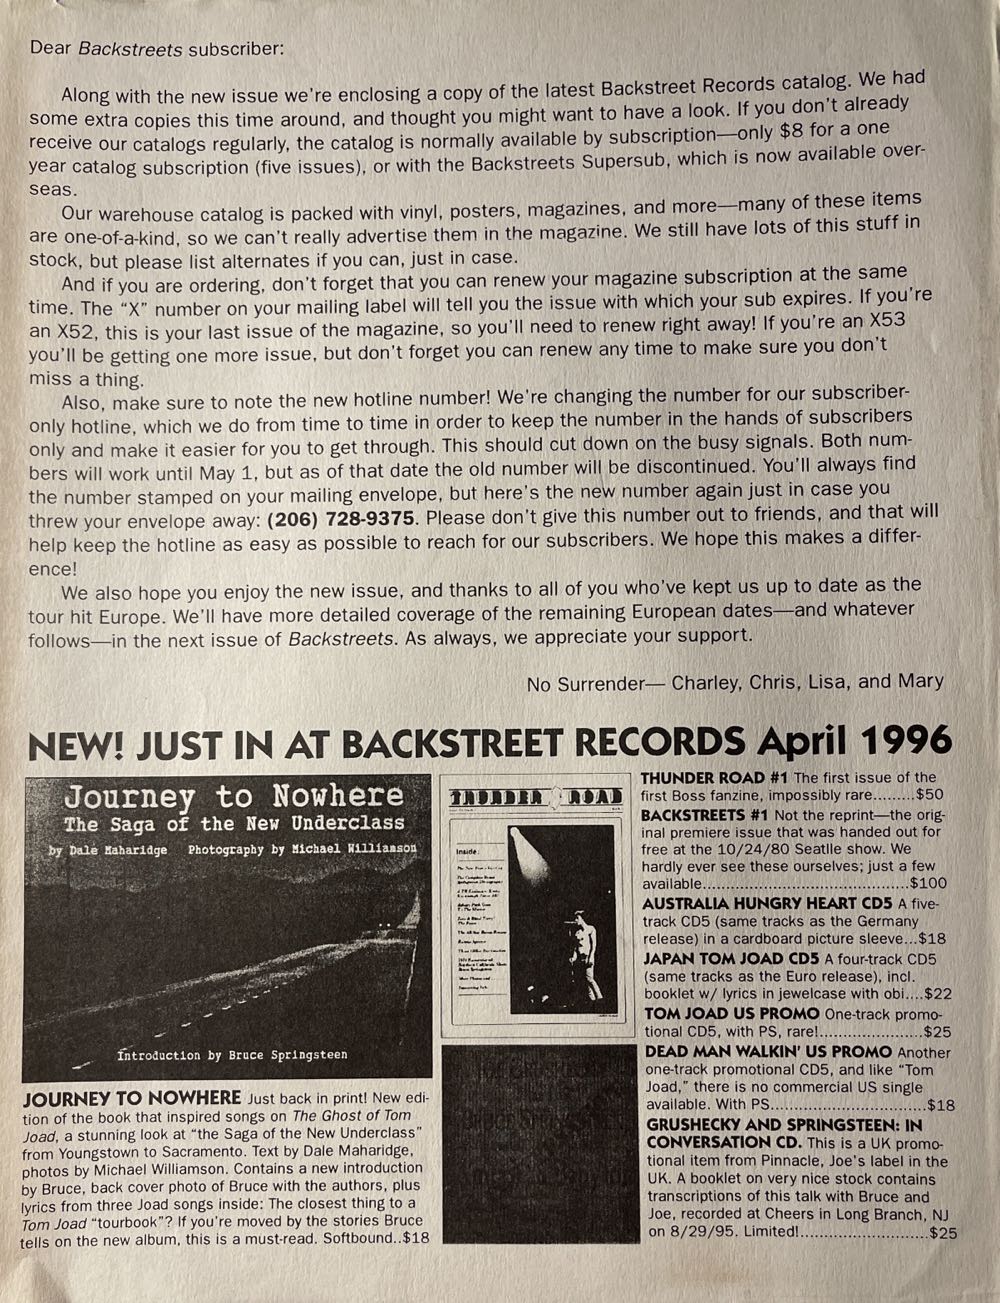 Dear Backstreets subscriber:
Along with the new issue we're enclosing a copy of the latest Backstreet Records catalog. We had
some extra copies this time around, and thought you might want to have a look. If you don't already
receive our catalogs regularly, the catalog is normally available by subscription—only $8 for a one
year catalog subscription (five issues), or with the Backstreets Supersub, which is now available over-
seas.
Our warehouse catalog is packed with vinyl, posters, magazines, and more—many of these items
are one-of-a-kind, so we can't really advertise them in the magazine. We still have lots of this stuff in
stock, but please list alternates if you can, just in case.
And if you are ordering, don't forget that you can renew your magazine subscription at the same
time. The “X” number on your mailing label will tell you the issue with which your sub expires. If you're
an X52, this is your last issue of the magazine, so you'll need to renew right away! If you're an X53
you'll be getting one more issue, but don't forget you can renew any time to make sure you don't
miss a thing.
Also, make sure to note the new hotline number! We're changing the number for our subscriber-
only hotline, which we do from time to time in order to keep the number in the hands of subscribers
only and make it easier for you to get through. This should cut down on the busy signals. Both num-
bers will work until May 1, but as of that date the old number will be discontinued. You'll always find
the number stamped on your mailing envelope, but here's the new number again just in case you
threw your envelope away: (206) 728-9375. Please don't give this number out to friends, and that will
help keep the hotline as easy as possible to reach for our subscribers. We hope this makes a differ-
ence!
We also hope you enjoy the new issue, and thanks to all of you who've kept us up to date as the
tour hit Europe. We'll have more detailed coverage of the remaining European dates—and whatever
follows—in the next issue of Backstreets. As always, we appreciate your support.
No Surrender— Charley, Chris, Lisa, and Mary
NEW! JUST IN AT BACKSTREET RECORDS April 1996
Journey to Nowhere
The Saga of the New Underclass
by Dale Maharidge Photography by Michael Williamson
Introduction by Bruce Springsteen
JOURNEY TO NOWHERE Just back in print! New edi-
tion of the book that inspired songs on The Ghost of Tom
Joad, a stunning look at “the Saga of the New Underclass”
from Youngstown to Sacramento. Text by Dale Maharidge,
photos by Michael Williamson. Contains a new introduction
by Bruce, back cover photo of Bruce with the authors, plus
lyrics from three Joad songs inside: The closest thing to a
Tom Joad “tourbook”? If you're moved by the stories Bruce
tells on the new album, this is a must-read. Softbound..$18
THUNDER ROAD
Inside:
THUNDER ROAD #1 The first issue of the
first Boss fanzine, impossibly rare.........$50
BACKSTREETS #1 Not the reprint—the orig-
inal premiere issue that was handed out for
free at the 10/24/80 Seatlle show. We
hardly ever see these ourselves; just a few
available..........................................$100
AUSTRALIA HUNGRY HEART CD5 A five-
track CD5 (same tracks as the Germany
release) in a cardboard picture sleeve...$18
JAPAN TOM JOAD CD5 A four-track CD5
(same tracks as the Euro release), incl.
booklet w/ lyrics in jewelcase with obi....$22
TOM JOAD US PROMO One-track promo-
tional CD5, with PS, rare!.....................$25
DEAD MAN WALKIN' US PROMO Another
one-track promotional CD5, and like “Tom
Joad,” there is no commercial US single
available. With PS................................$18
GRUSHECKY AND SPRINGSTEEN: IN
CONVERSATION CD. This is a UK promo-
tional item from Pinnacle, Joe's label in the
UK. A booklet on very nice stock contains
transcriptions of this talk with Bruce and
Joe, recorded at Cheers in Long Branch, NJ
on 8/29/95. Limited!..........................$25